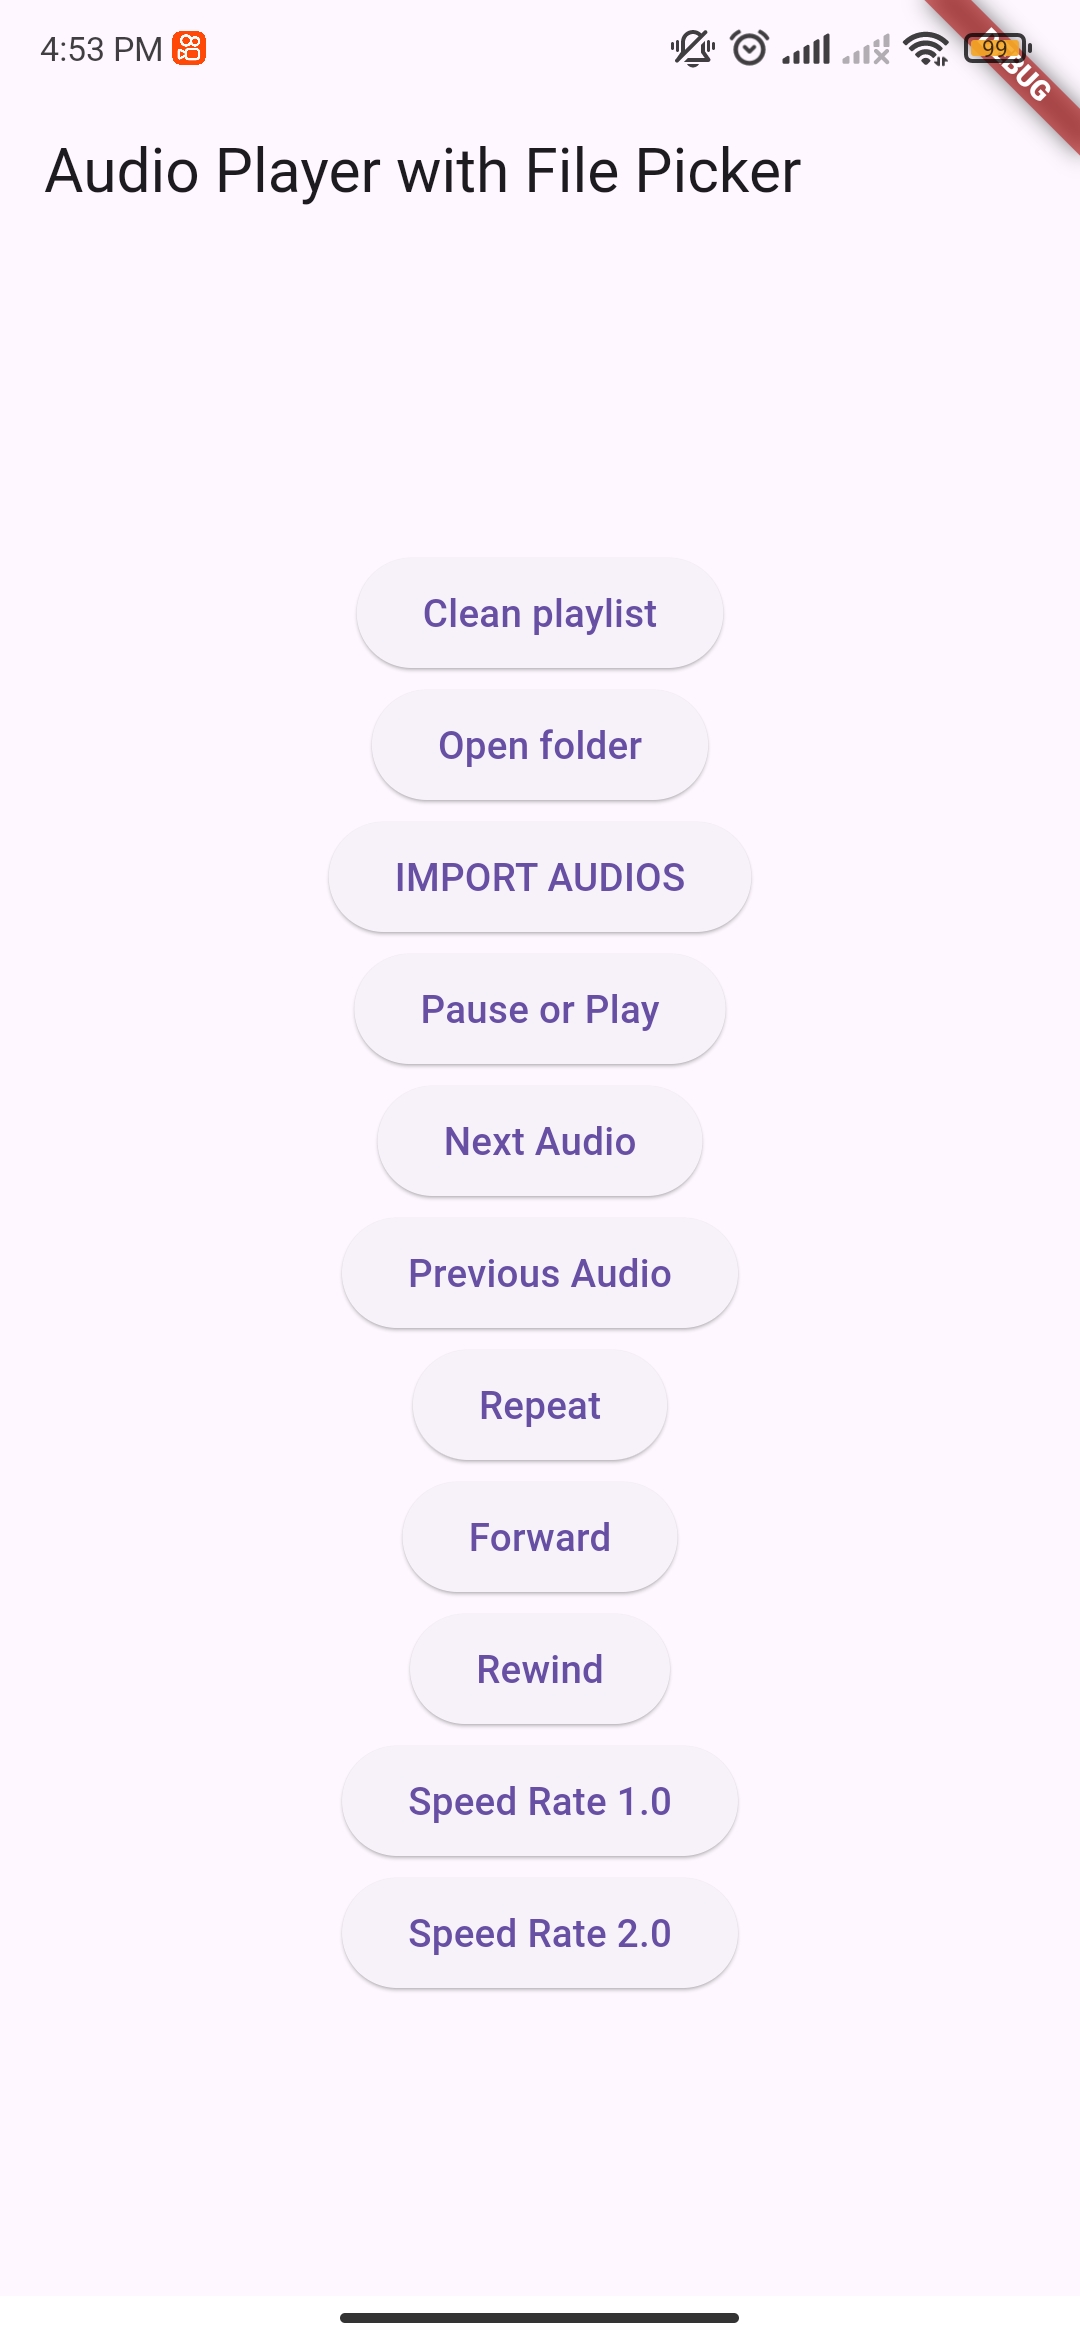 4:53 PM
99
Audio Player with File Picker
Clean playlist
Open folder
IMPORT AUDIOS
Pause or Play
Next Audio
Previous Audio
Repeat
Forward
Rewind
Speed Rate 1.0
Speed Rate 2.0